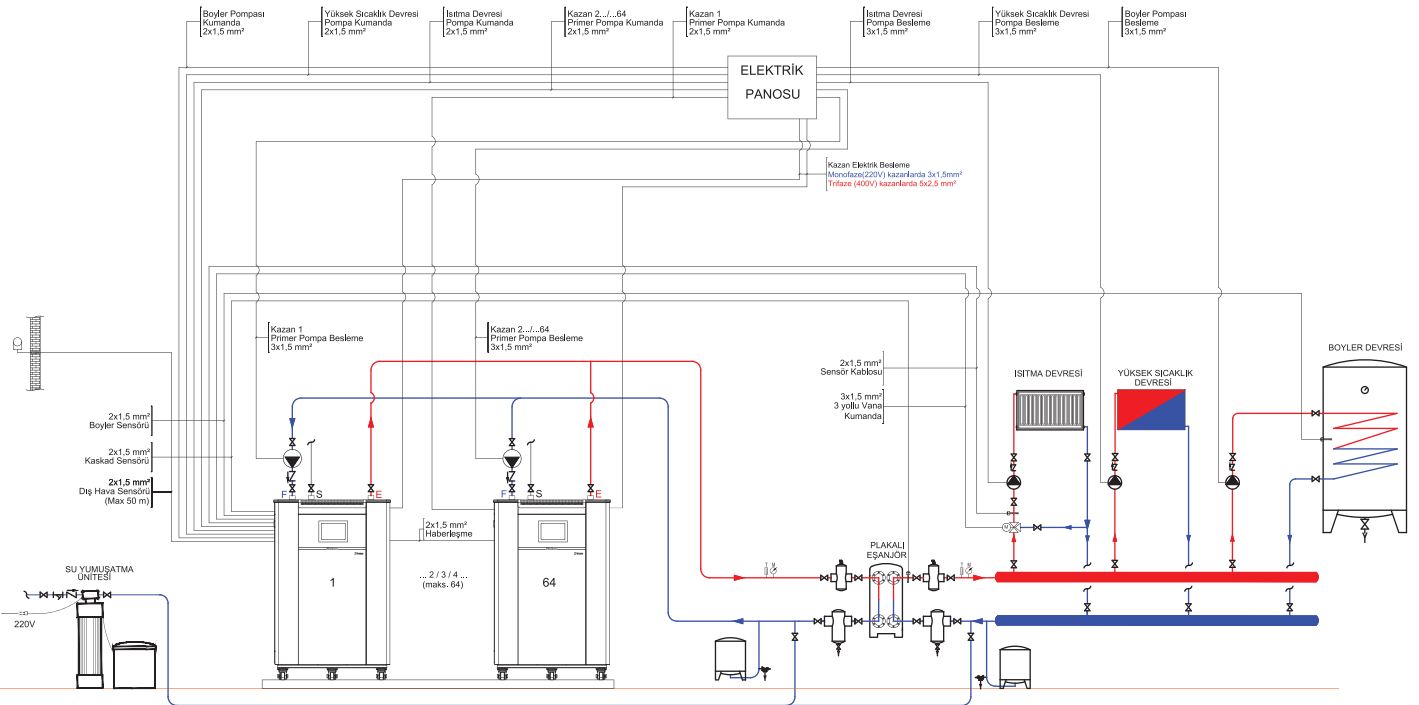 Boyler Pompası
Kumanda
2x1,5 mm²
Yüksek Sıcaklık Devresi
Pompa Kumanda
2x1,5 mm²
Isıtma Devresi
Pompa Kumanda
2x1,5 mm²
Kazan 2.../...64
Primer Pompa Kumanda
2x1,5 mm²
Kazan 1
Primer Pompa Kumanda
2x1,5 mm²
Isıtma Devresi
Pompa Besleme
3x1,5 mm²
Yüksek Sıcaklık Devresi
Pompa Besleme
3x1,5 mm²
Boyler Pompası
Besleme
3x1,5 mm²
ELEKTRİK
PANOSU
Kazan Elektrik Besleme
Monofaze(220V) kazanlarda 3x1,5mm²
Trifaze (400V) kazanlarda 5x2,5 mm²
Kazan 1
Primer Pompa Besleme
3x1,5 mm²
Kazan 2.../...64
Primer Pompa Besleme
3x1,5 mm²
2x1,5 mm²
Sensör Kablosu
3x1,5 mm²
3 yollu Vana
Kumanda
ISITMA DEVRESİ
YÜKSEK SICAKLIK
DEVRESİ
BOYLER DEVRESİ
2x1,5 mm²
Boyler Sensörü
2x1,5 mm²
Kaskad Sensörü
2x1,5 mm²
Dış Hava Sensörü
(Max 50 m)
F
S
E
F
S
E
2x1,5 mm²
Haberleşme
1
... 2 / 3 / 4 ...
(maks. 64)
64
PLAKALI
EŞANJÖR
T
M
T
M
M
SU YUMUŞATMA
ÜNİTESİ
220V